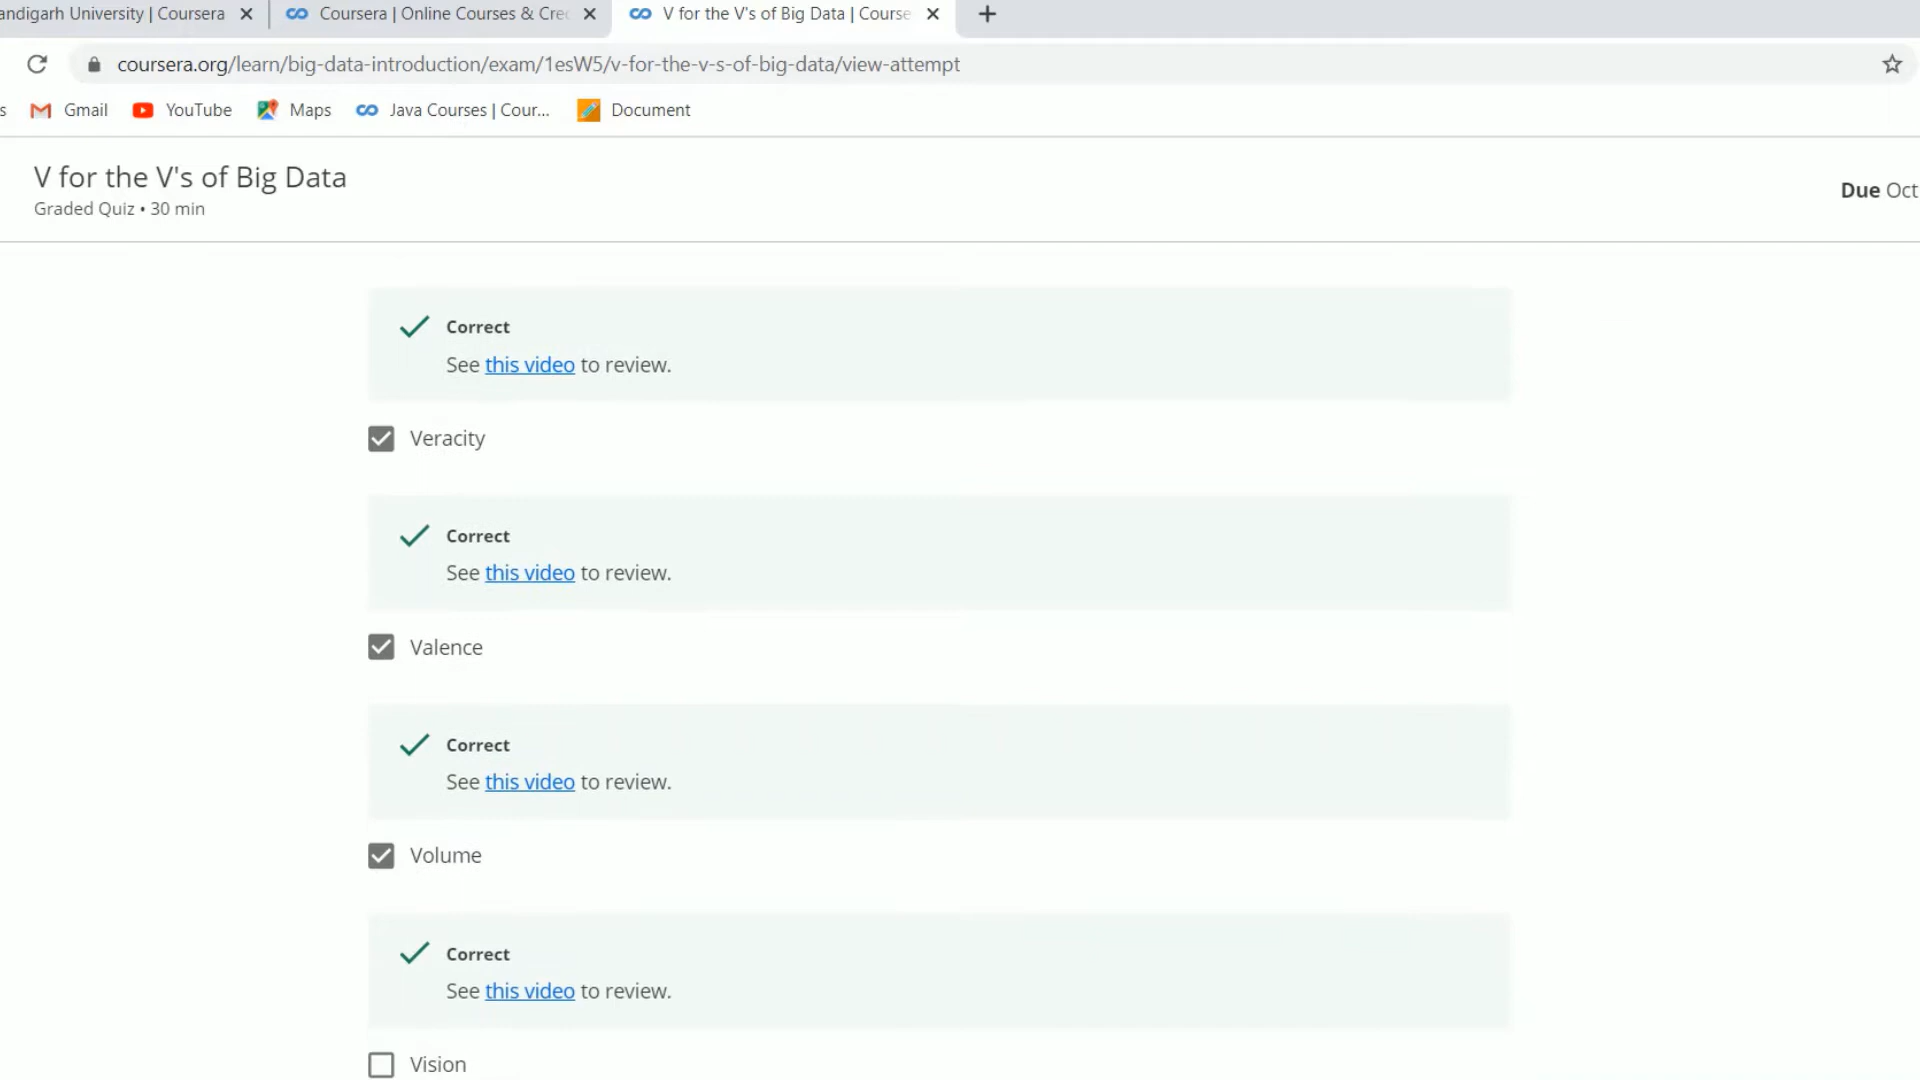 andigarh University | Coursera
Coursera | Online Courses & Cre
V for the V's of Big Data | Course
coursera.org/learn/big-data-introduction/exam/1esW5/v-for-the-v-s-of-big-data/view-attempt
s Gmail YouTube Maps Java Courses | Cour... Document
V for the V's of Big Data
Graded Quiz • 30 min
Due Oct
Correct
See this video to review.
Veracity
Correct
See this video to review.
Valence
Correct
See this video to review.
Volume
Correct
See this video to review.
Vision